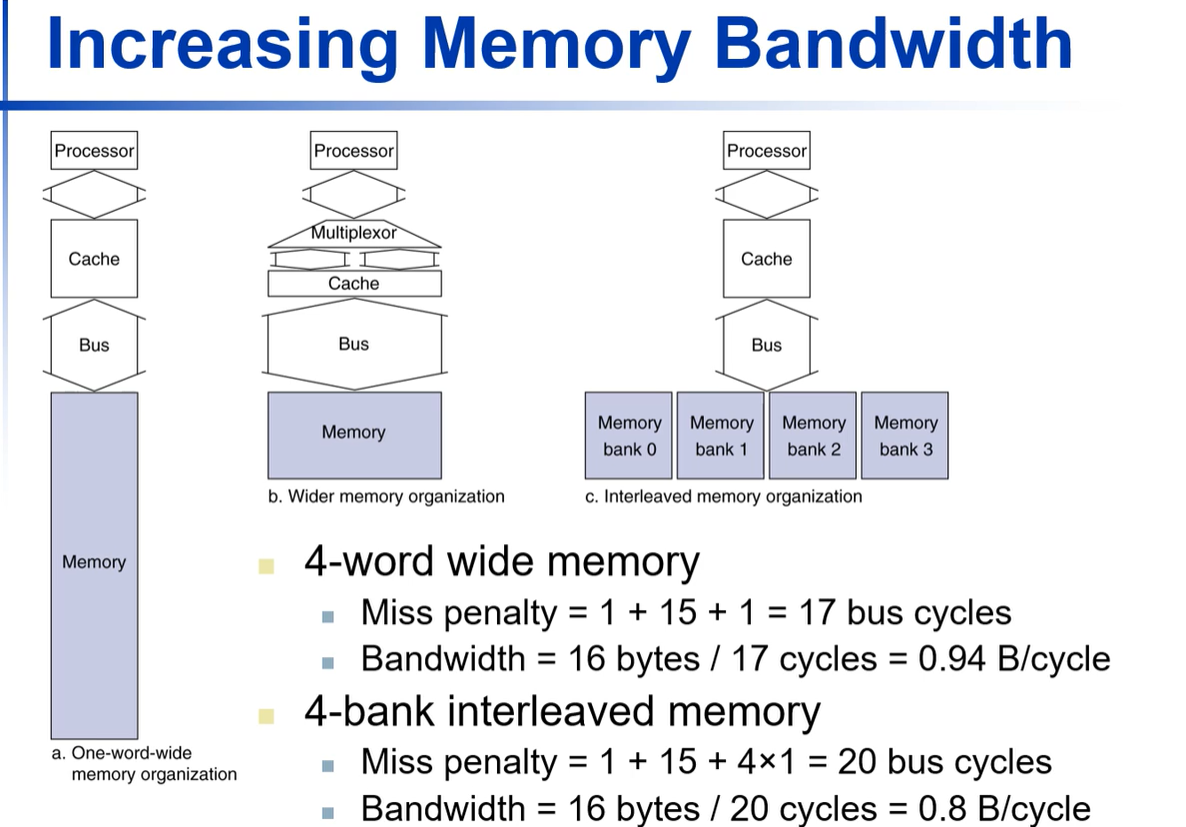 Increasing Memory Bandwidth
Processor
Cache
Bus
Memory
a. One-word-wide
memory organization
Processor
Multiplexor
Cache
Bus
Memory
b. Wider memory organization
Processor
Cache
Bus
Memory
bank 0
Memory
bank 1
Memory
bank 2
Memory
bank 3
c. Interleaved memory organization
4-word wide memory
Miss penalty = 1 + 15 + 1 = 17 bus cycles
Bandwidth = 16 bytes / 17 cycles = 0.94 B/cycle
4-bank interleaved memory
Miss penalty = 1 + 15 + 4×1 = 20 bus cycles
Bandwidth = 16 bytes / 20 cycles = 0.8 B/cycle